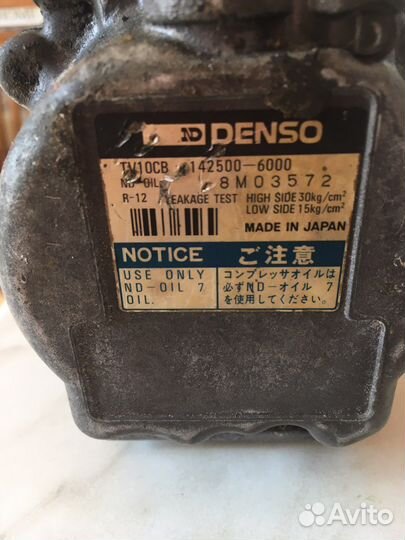 ND DENSO
TV10CB 142500-6000
ND-OIL 8M03572
R-12 LEAKAGE TEST HIGH SIDE 30kg/cm²
LOW SIDE 15kg/cm²
MADE IN JAPAN
NOTICE ご注意
USE ONLY
ND-OIL 7
OIL.
コンプレッサオイルは
必ずND-オイル 7
を使用してください。
Avito